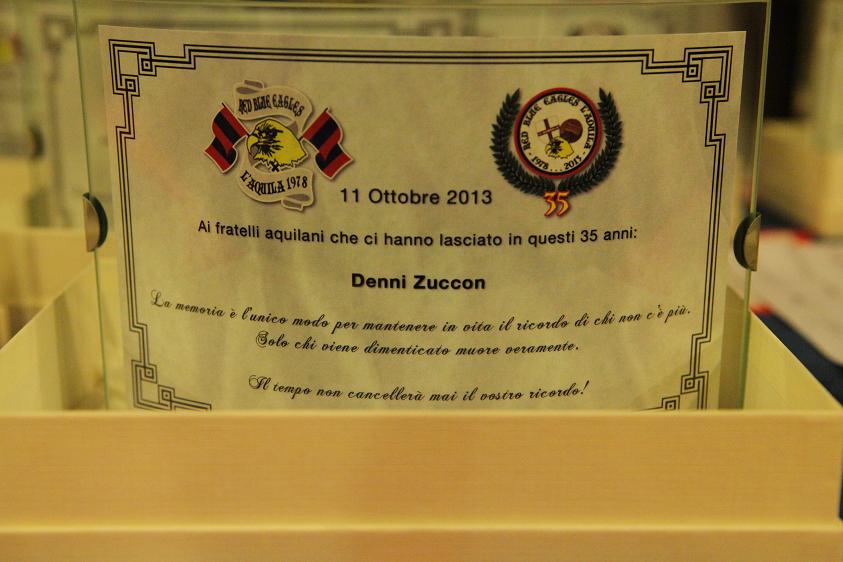 RED BLUE EAGLES
L'AQUILA 1978
RED BLUE EAGLES L'AQUILA
- 1978 ... 2013 -
35
11 Ottobre 2013
Ai fratelli aquilani che ci hanno lasciato in questi 35 anni:
Denni Zuccon
La memoria è l'unico modo per mantenere in vita il ricordo di chi non c'è più.
Solo chi viene dimenticato muore veramente.
Il tempo non cancellerà mai il vostro ricordo!